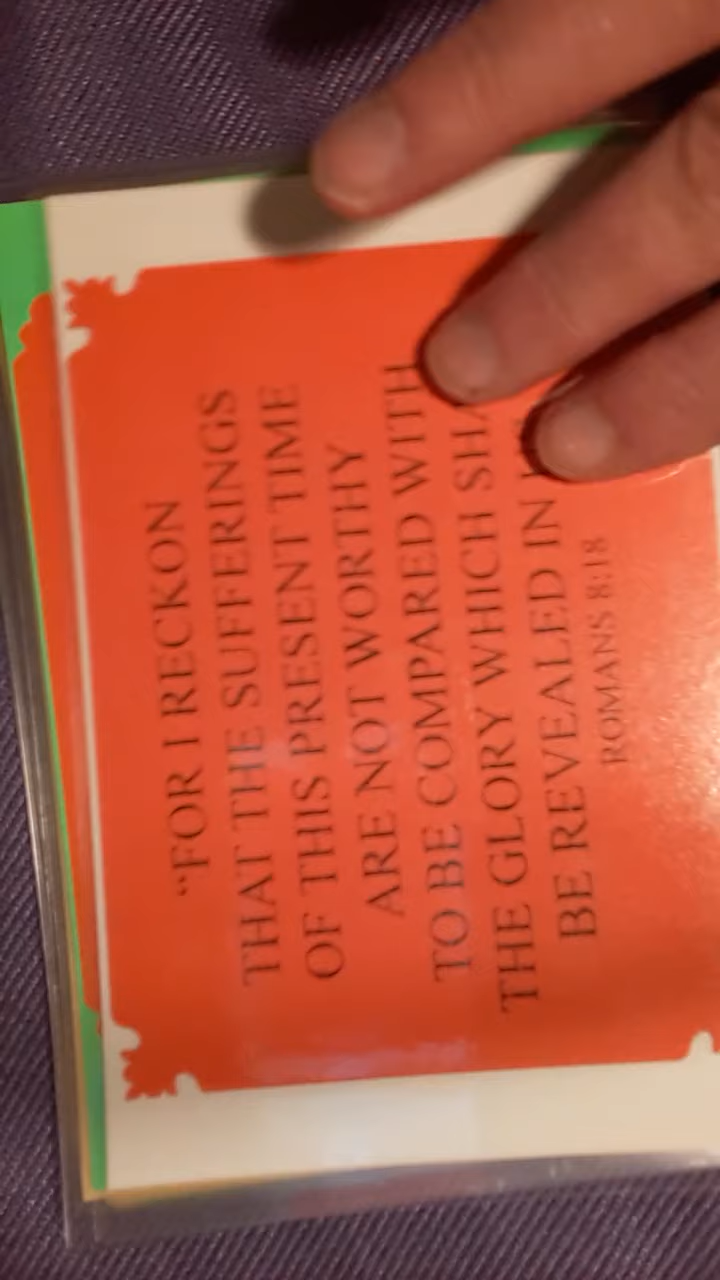 “FOR I RECKON
THAT THE SUFFERINGS
OF THIS PRESENT TIME
ARE NOT WORTHY
TO BE COMPARED WITH
THE GLORY WHICH
BE REVEALED IN
ROMANS 8:18